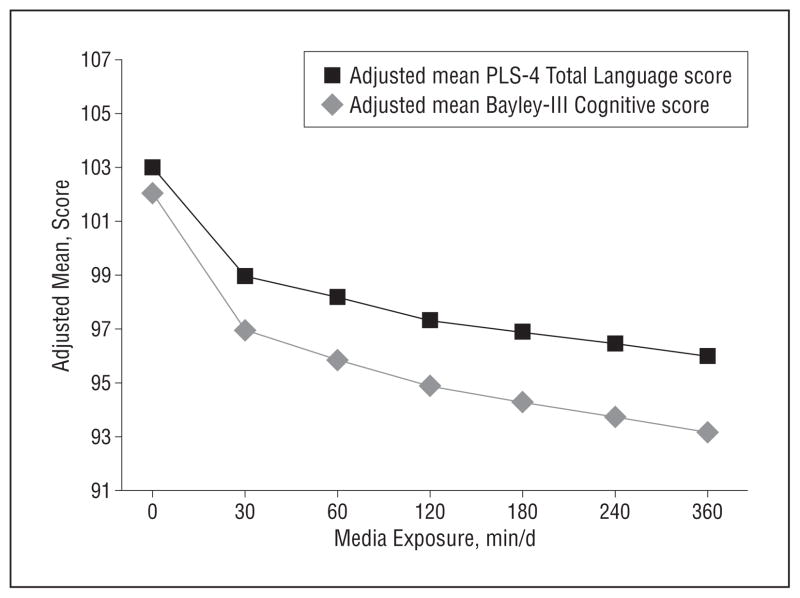 Adjusted mean PLS-4 Total Language score
Adjusted mean Bayley-III Cognitive score
Adjusted Mean, Score
107
105
103
101
99
97
95
93
91
0 30 60 120 180 240 360
Media Exposure, min/d